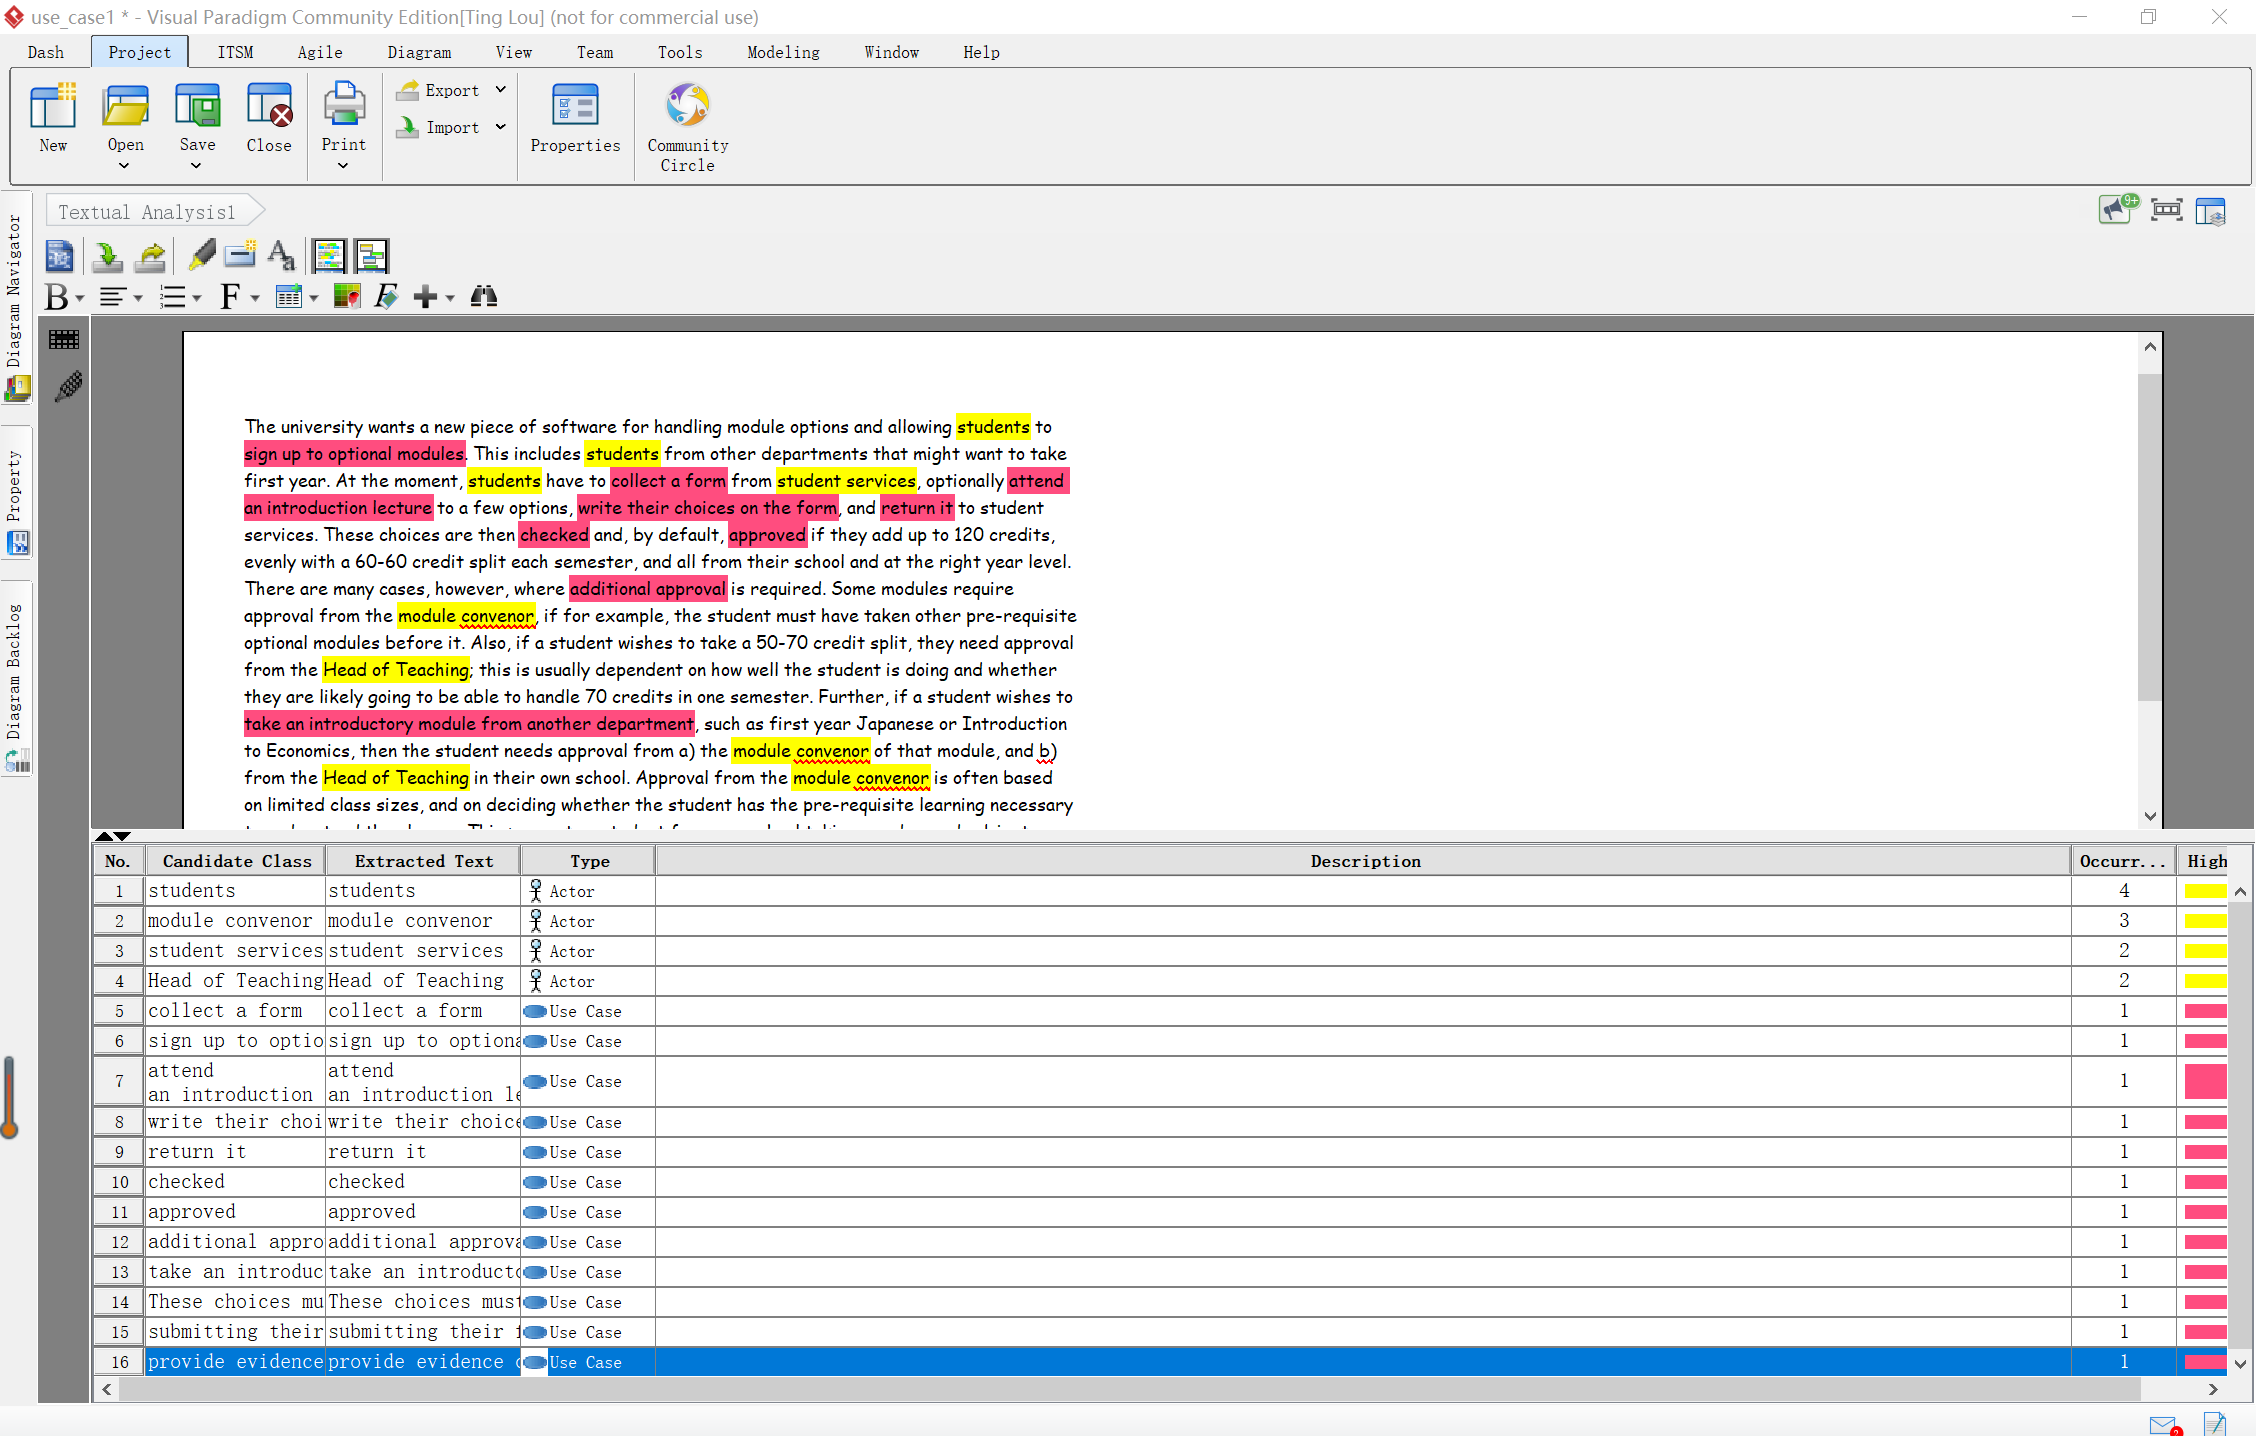 use_case1 * - Visual Paradigm Community Edition[Ting Lou] (not for commercial use)
Dash Project ITSM Agile Diagram View Team Tools Modeling Window Help
New Open Save Close Print Export Import Properties Community Circle
Textual Analysis1
9+
Diagram Navigator
Property
Diagram Backlog
The university wants a new piece of software for handling module options and allowing students to
sign up to optional modules. This includes students from other departments that might want to take
first year. At the moment, students have to collect a form from student services, optionally attend
an introduction lecture to a few options, write their choices on the form, and return it to student
services. These choices are then checked and, by default, approved if they add up to 120 credits,
evenly with a 60-60 credit split each semester, and all from their school and at the right year level.
There are many cases, however, where additional approval is required. Some modules require
approval from the module convenor, if for example, the student must have taken other pre-requisite
optional modules before it. Also, if a student wishes to take a 50-70 credit split, they need approval
from the Head of Teaching; this is usually dependent on how well the student is doing and whether
they are likely going to be able to handle 70 credits in one semester. Further, if a student wishes to
take an introductory module from another department, such as first year Japanese or Introduction
to Economics, then the student needs approval from a) the module convenor of that module, and b)
from the Head of Teaching in their own school. Approval from the module convenor is often based
on limited class sizes, and on deciding whether the student has the pre-requisite learning necessary
No. Candidate Class Extracted Text Type Description Occurr... High
1 students students Actor 4
2 module convenor module convenor Actor 3
3 student services student services Actor 2
4 Head of Teaching Head of Teaching Actor 2
5 collect a form collect a form Use Case 1
6 sign up to optio sign up to optiona Use Case 1
7 attend attend Use Case 1
an introduction an introduction le
8 write their choi write their choice Use Case 1
9 return it return it Use Case 1
10 checked checked Use Case 1
11 approved approved Use Case 1
12 additional appro additional approva Use Case 1
13 take an introduc take an introducto Use Case 1
14 These choices mu These choices must Use Case 1
15 submitting their submitting their Use Case 1
16 provide evidence provide evidence Use Case 1